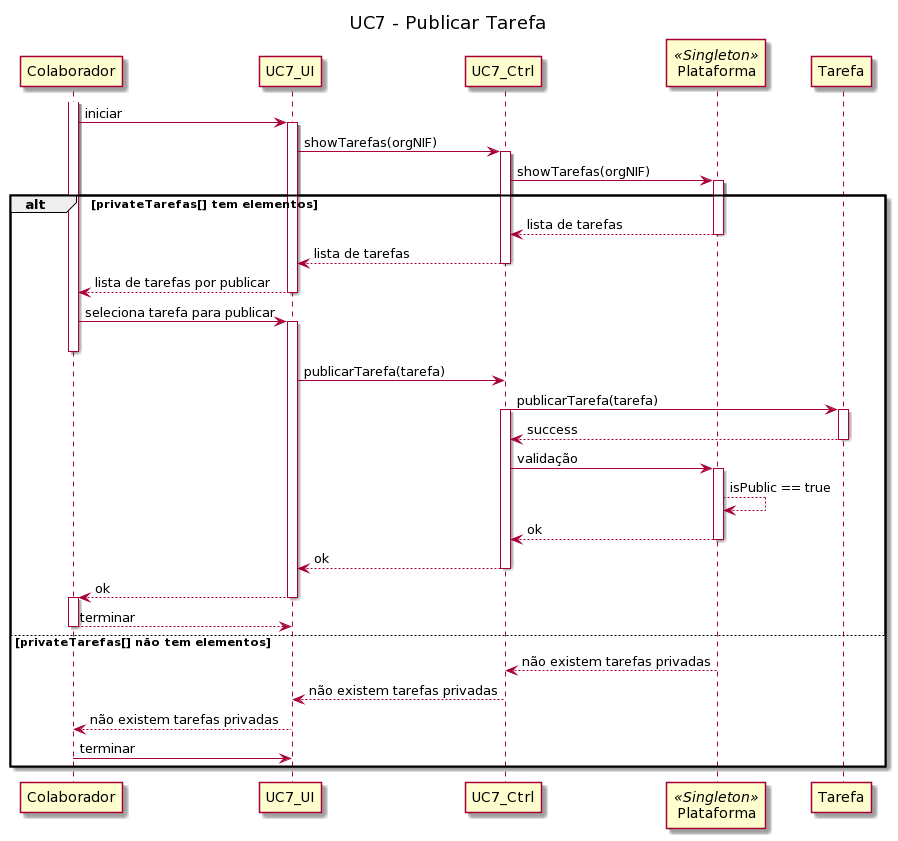 UC7 - Publicar Tarefa
Colaborador
UC7_UI
UC7_Ctrl
«Singleton»
Plataforma
Tarefa
iniciar
showTarefas(orgNIF)
showTarefas(orgNIF)
alt
[privateTarefas[] tem elementos]
lista de tarefas
lista de tarefas
lista de tarefas por publicar
seleciona tarefa para publicar
publicarTarefa(tarefa)
publicarTarefa(tarefa)
success
validação
isPublic == true
ok
ok
ok
terminar
[privateTarefas[] não tem elementos]
não existem tarefas privadas
não existem tarefas privadas
não existem tarefas privadas
terminar
Colaborador
UC7_UI
UC7_Ctrl
«Singleton»
Plataforma
Tarefa